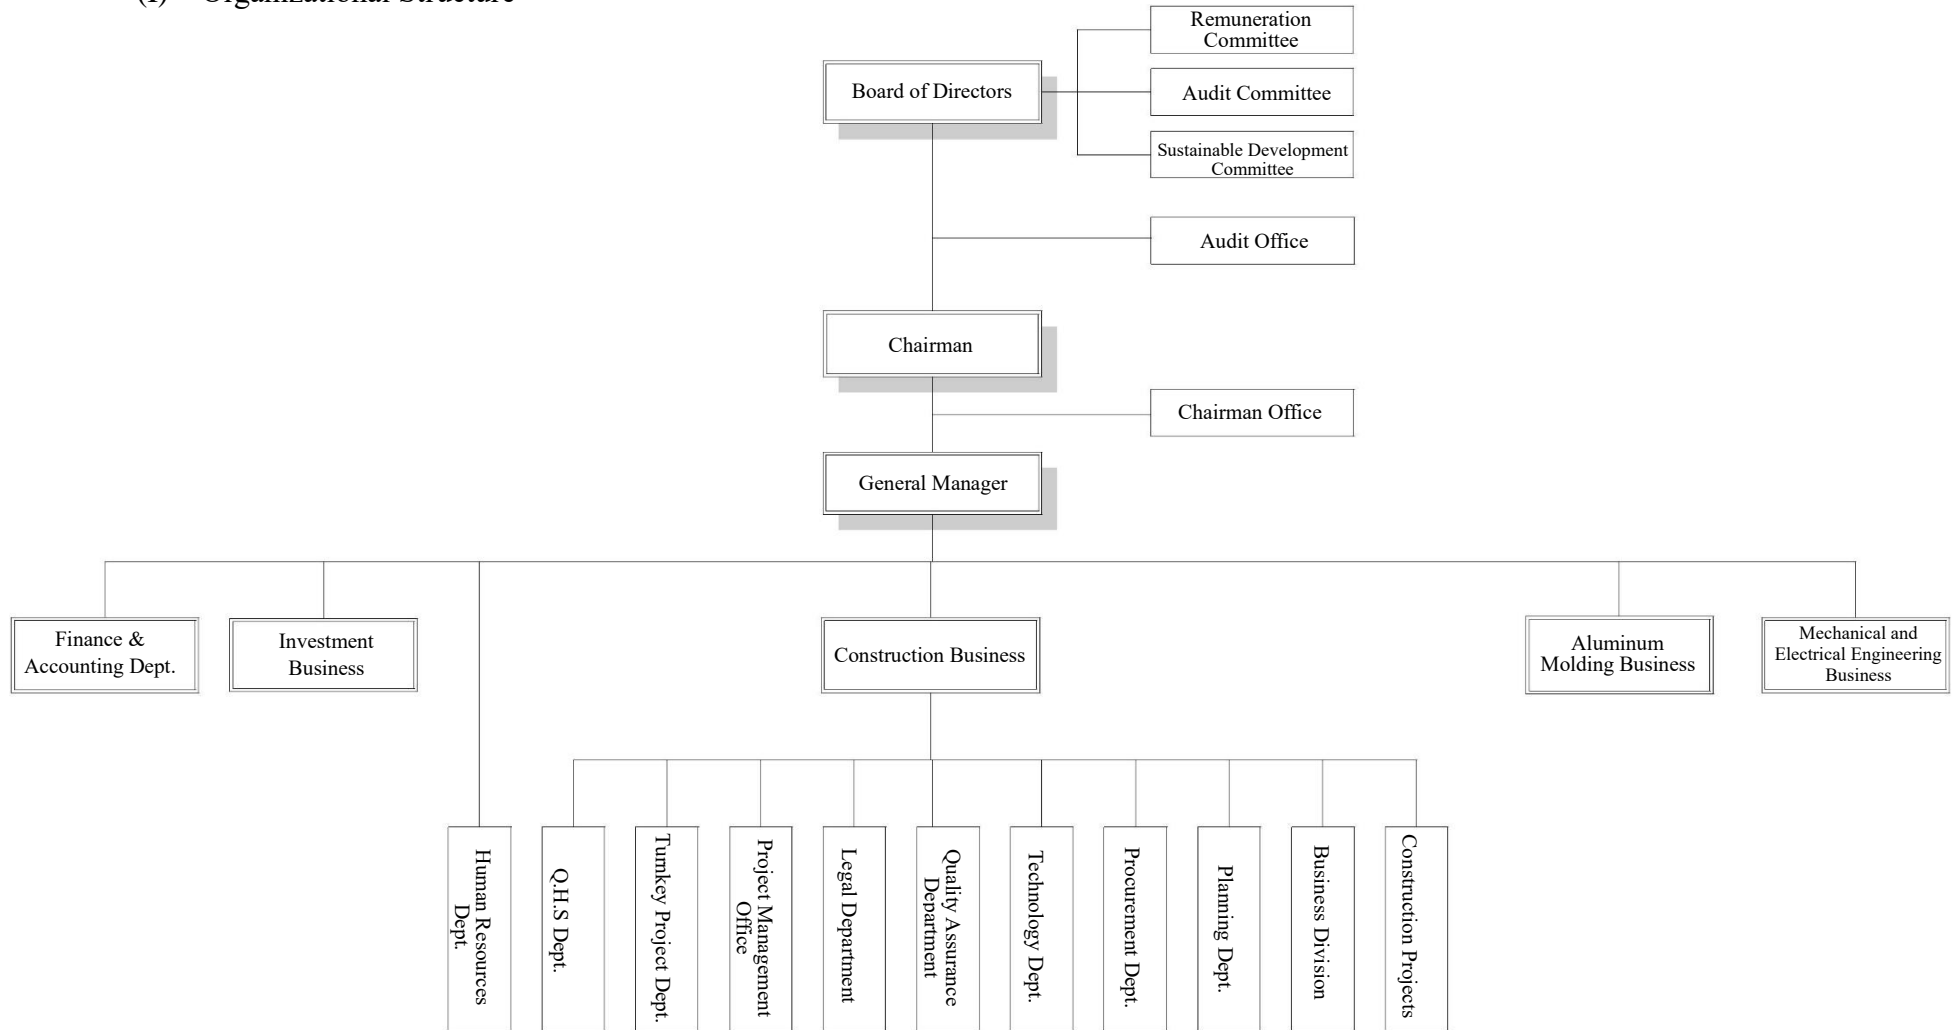 (I) Organizational Structure
Remuneration
Committee
Board of Directors
Audit Committee
Sustainable Development
Committee
Audit Office
Chairman
Chairman Office
General Manager
Finance &
Accounting Dept.
Investment
Business
Construction Business
Aluminum
Molding Business
Mechanical and
Electrical Engineering
Business
Human Resources
Dept.
Q.H.S Dept.
Turnkey Project Dept.
Project Management
Office
Legal Department
Quality Assurance
Department
Technology Dept.
Procurement Dept.
Planning Dept.
Business Division
Construction Projects